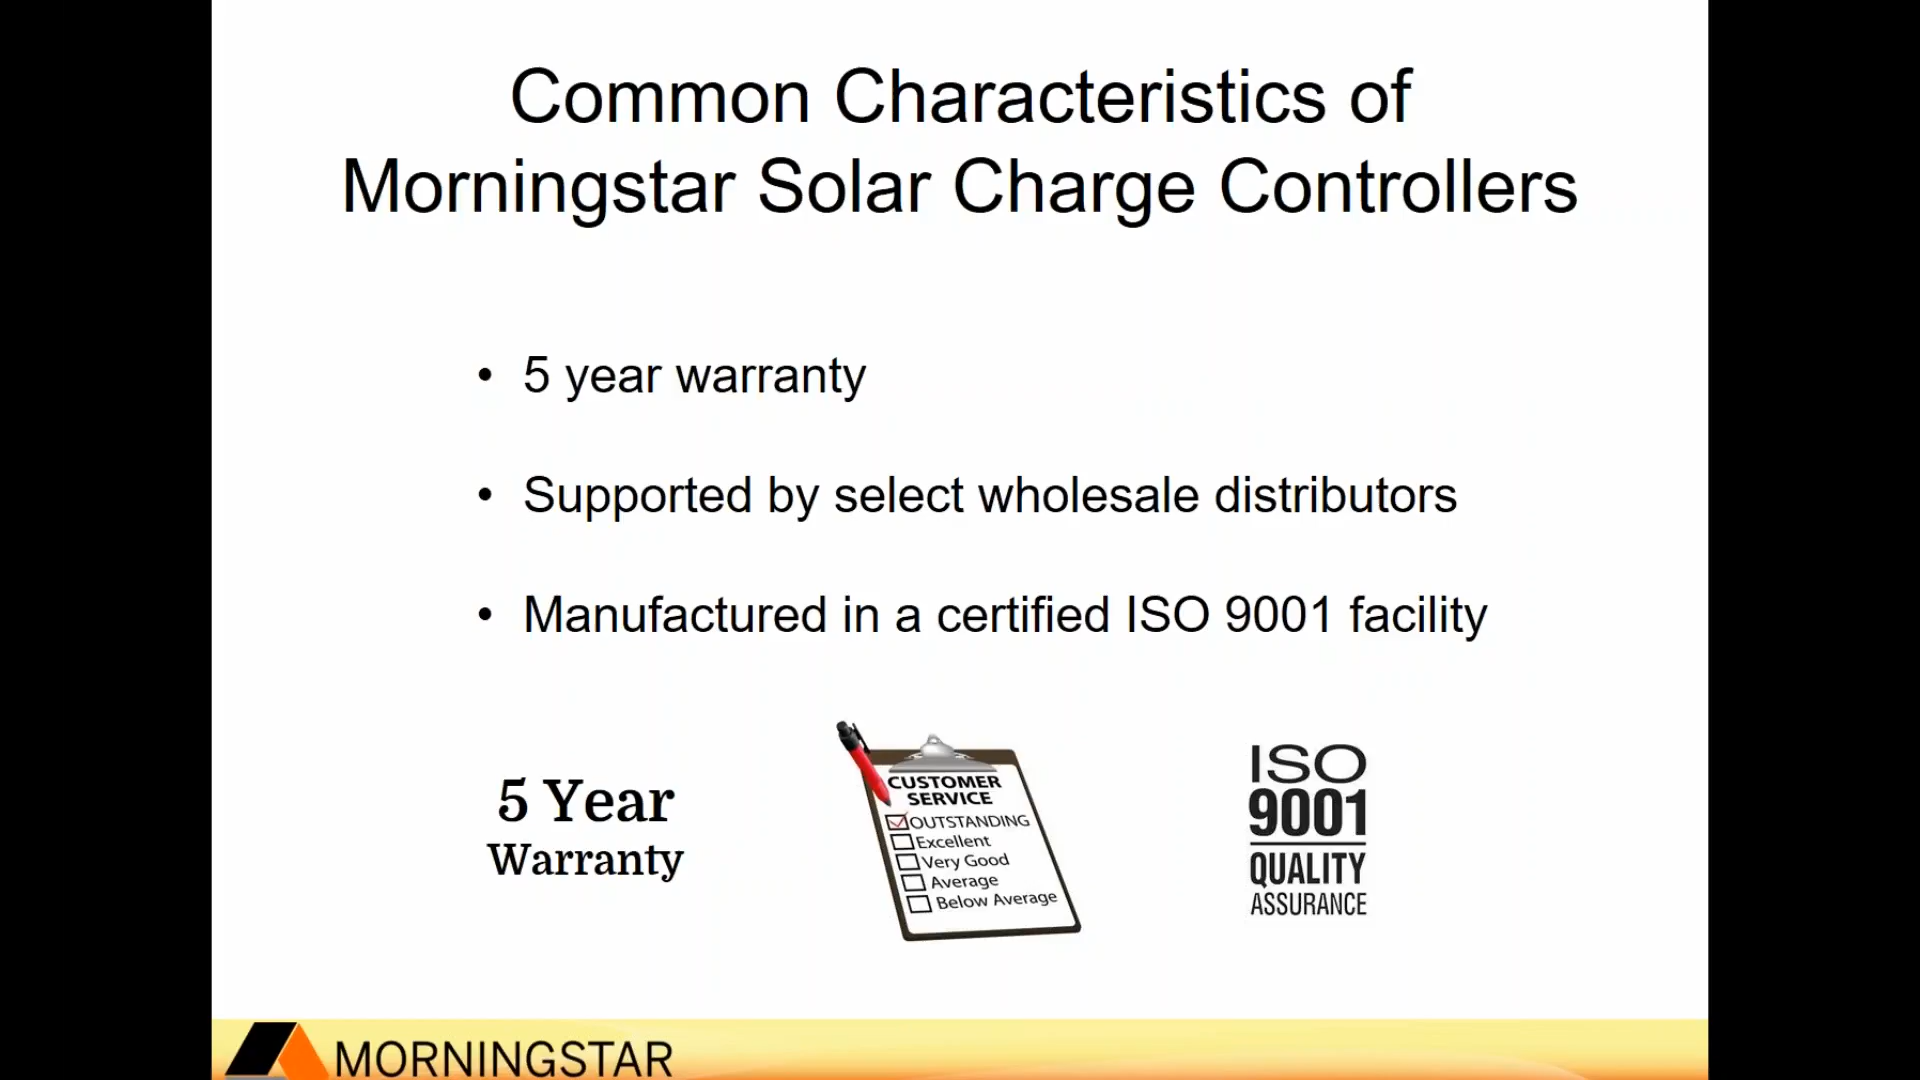 Common Characteristics of
Morningstar Solar Charge Controllers
• 5 year warranty
• Supported by select wholesale distributors
• Manufactured in a certified ISO 9001 facility
5 Year
Warranty
CUSTOMER
SERVICE
OUTSTANDING
Excellent
Very Good
Average
Below Average
ISO
9001
QUALITY
ASSURANCE
MORNINGSTAR